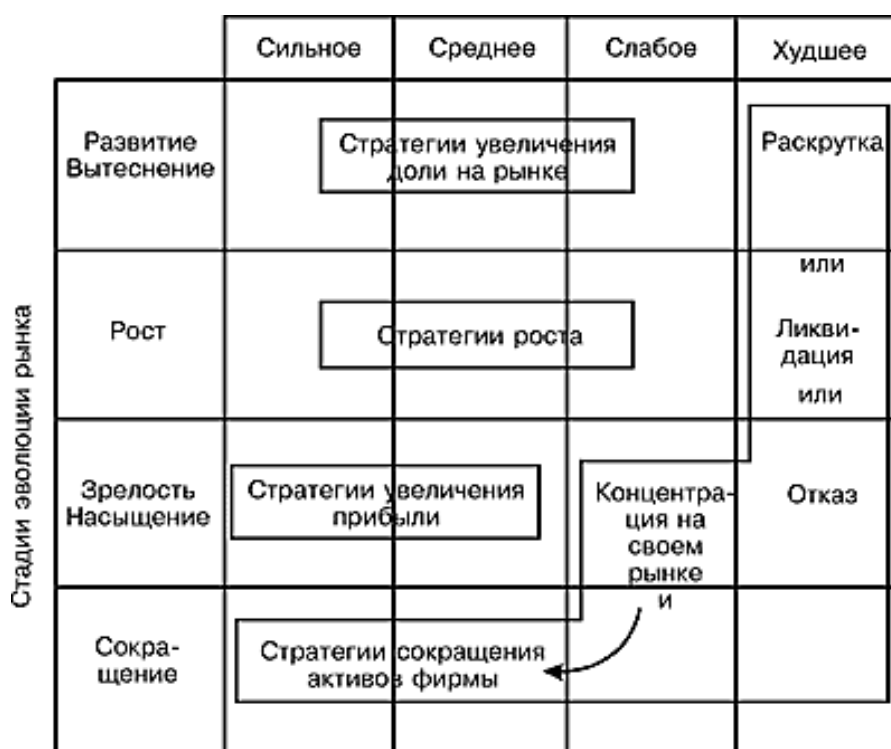 Сильное
Среднее
Слабое
Худшее
Стадии эволюции рынка
Развитие
Вытеснение
Стратегии увеличения
доли на рынке
Раскрутка
или
Рост
Стратегии роста
Ликви-
дация
или
Зрелость
Насыщение
Стратегии увеличения
прибыли
Концентра-
ция на
своем
рынке
и
Отказ
Сокра-
щение
Стратегии сокращения
активов фирмы